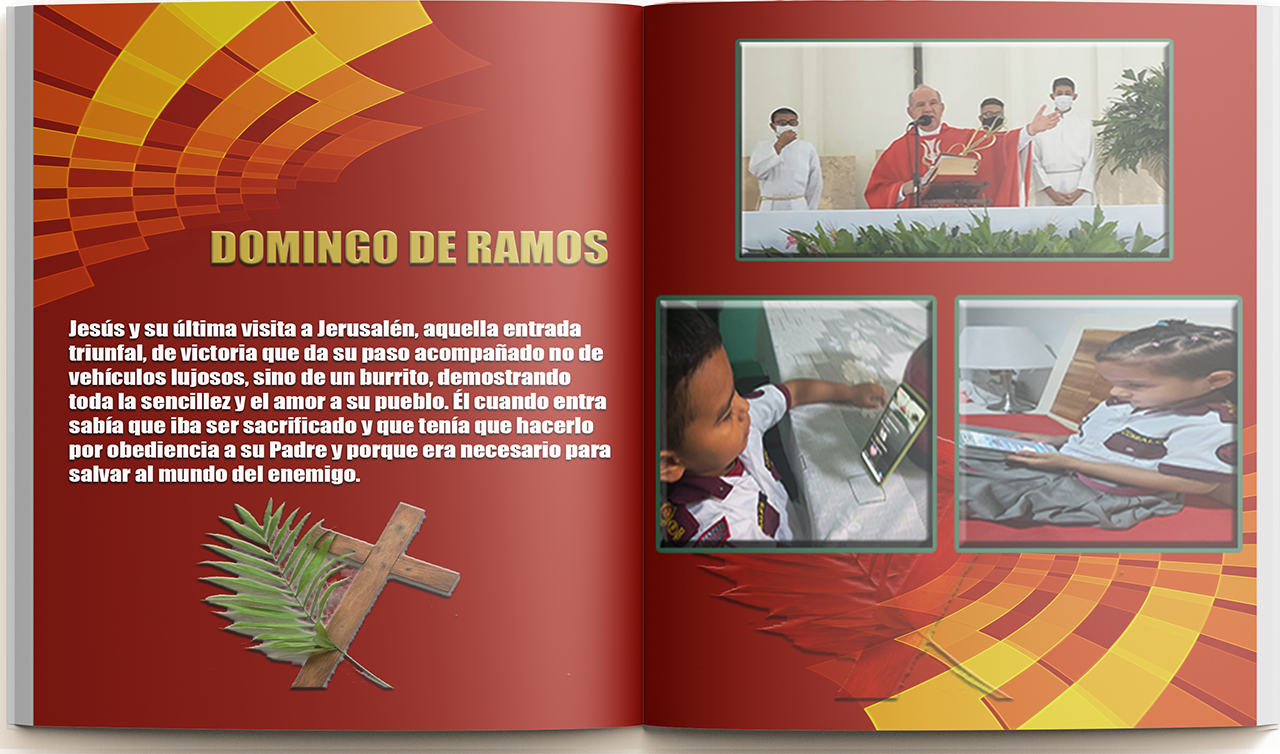 DOMINGO DE RAMOS
Jesús y su última visita a Jerusalén, aquella entrada
triunfal, de victoria que da su paso acompañado no de
vehículos lujosos, sino de un burrito, demostrando
toda la sencillez y el amor a su pueblo. Él cuando entra
sabía que iba ser sacrificado y que tenía que hacerlo
por obediencia a su Padre y porque era necesario para
salvar al mundo del enemigo.